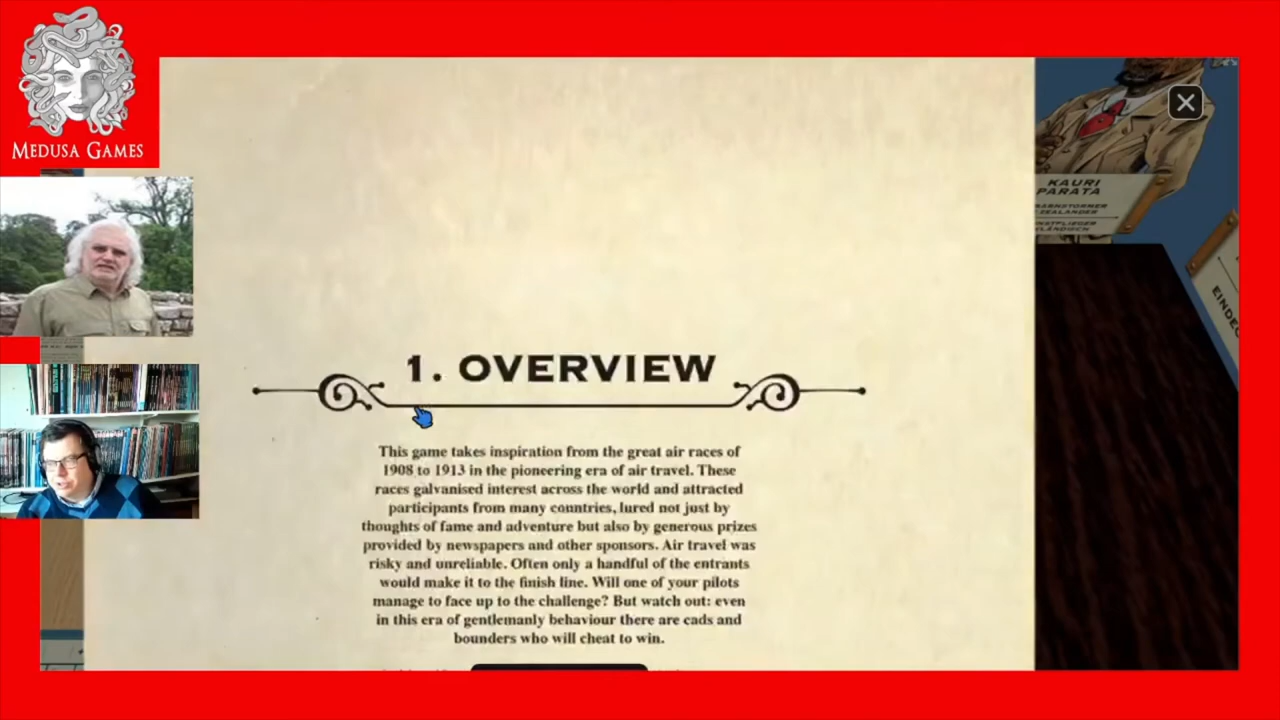 MEDUSA GAMES
KAURI
PARATA
BARNSTORMER
ZEALANDER
EINDEC
1. OVERVIEW
This game takes inspiration from the great air races of
1908 to 1913 in the pioneering era of air travel. These
races galvanised interest across the world and attracted
participants from many countries, lured not just by
thoughts of fame and adventure but also by generous prizes
provided by newspapers and other sponsors. Air travel was
risky and unreliable. Often only a handful of the entrants
would make it to the finish line. Will one of your pilots
manage to face up to the challenge? But watch out: even
in this era of gentlemanly behaviour there are cads and
bounders who will cheat to win.